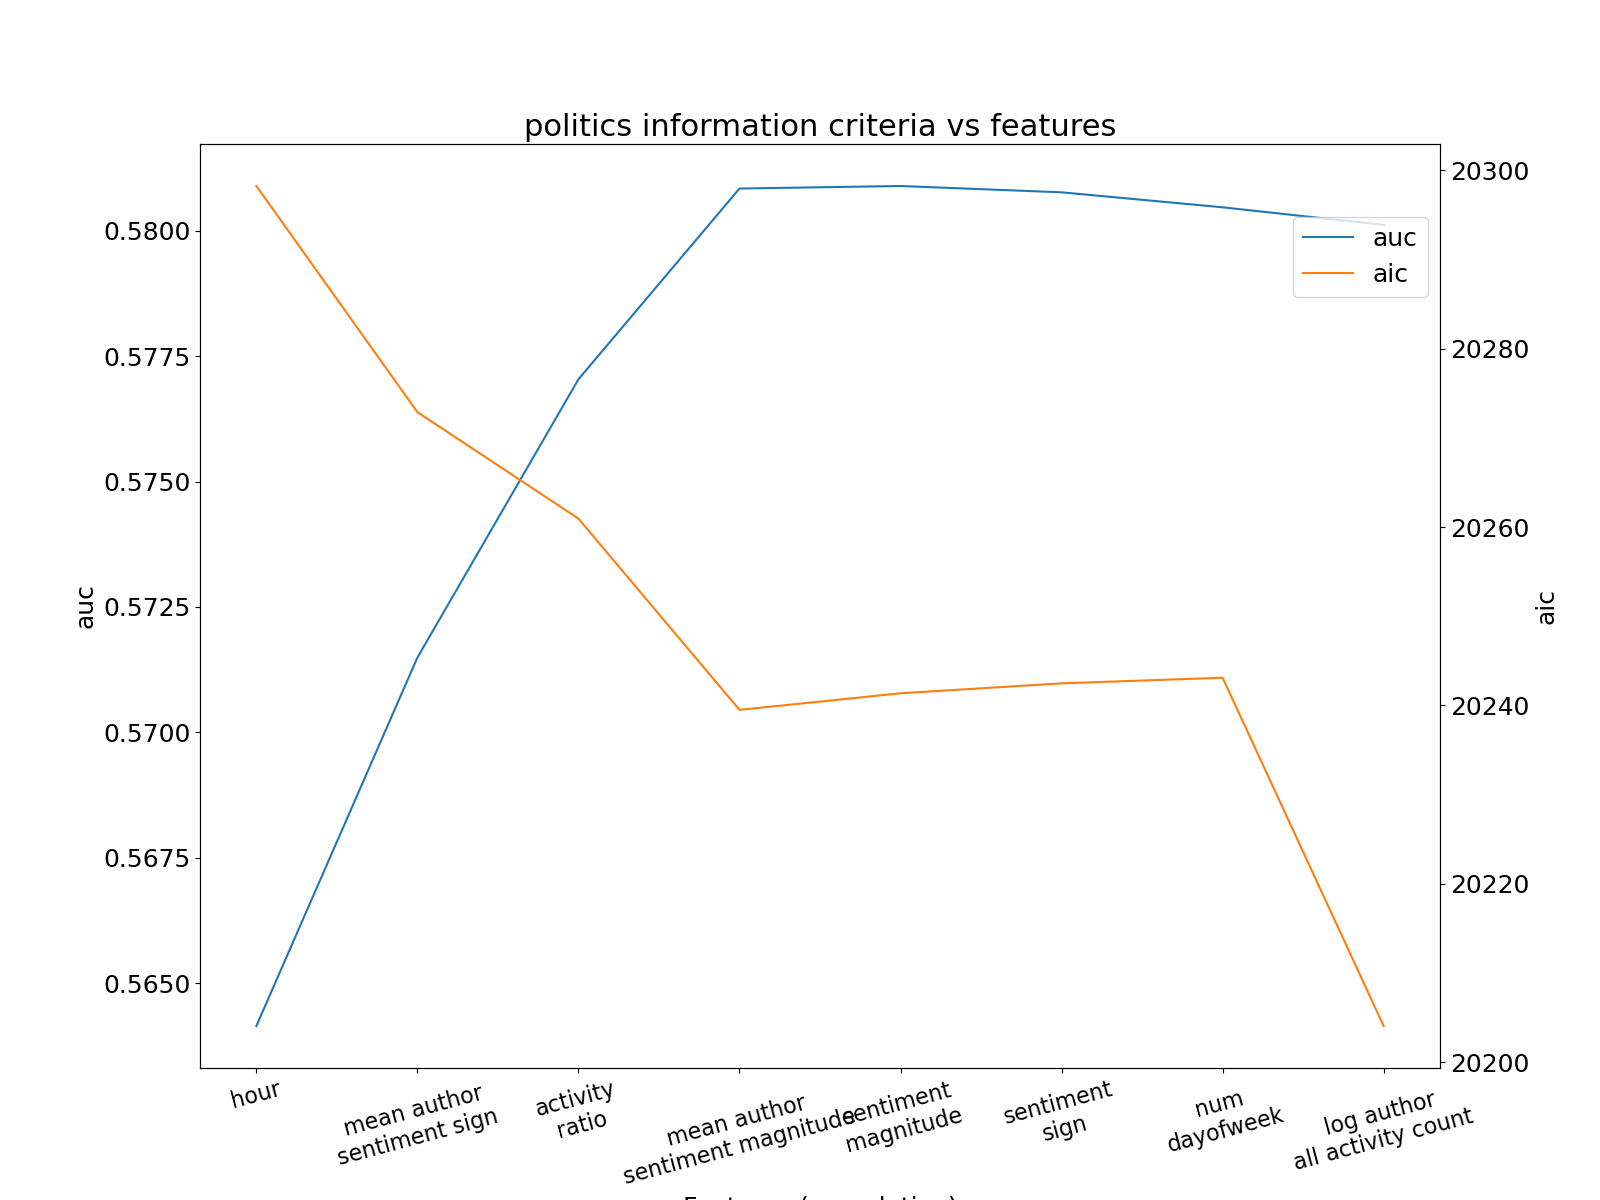 politics information criteria vs features
0.5800
0.5775
0.5750
0.5725
0.5700
0.5675
0.5650
auc
20300
20280
20260
20240
20220
20200
aic
auc
aic
hour
mean author
sentiment sign
activity
ratio
mean author
sentiment magnitude
sentiment
magnitude
sentiment
sign
num
dayofweek
log author
all activity count